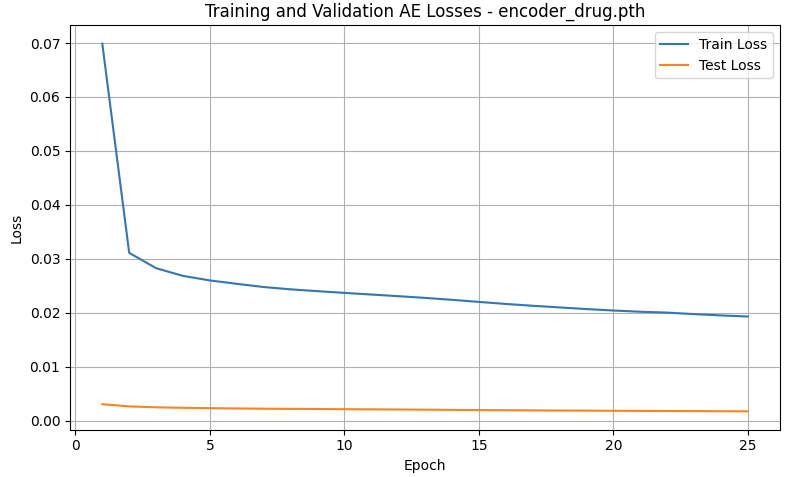 Training and Validation AE Losses - encoder_drug.pth
Train Loss
Test Loss
0.07
0.06
0.05
0.04
0.03
0.02
0.01
0.00
Loss
0
5
10
15
20
25
Epoch